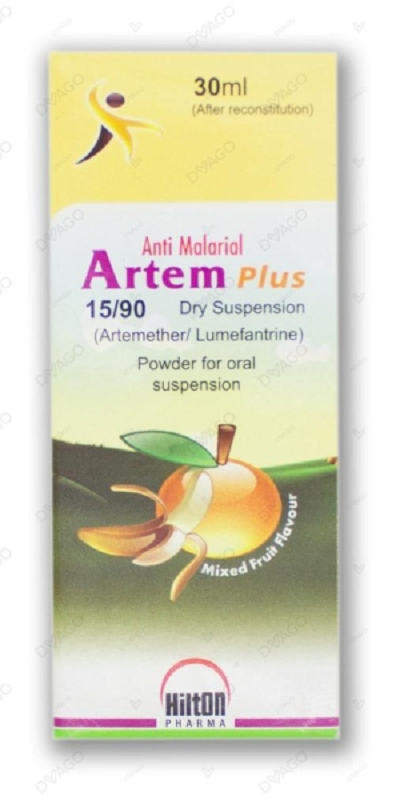 30ml
(After reconstitution)
Anti Malarial
Artem Plus
15/90 Dry Suspension
(Artemether/ Lumefantrine)
Powder for oral
suspension
Mixed Fruit Flavour
HiltOn
PHARMA
DVAGO